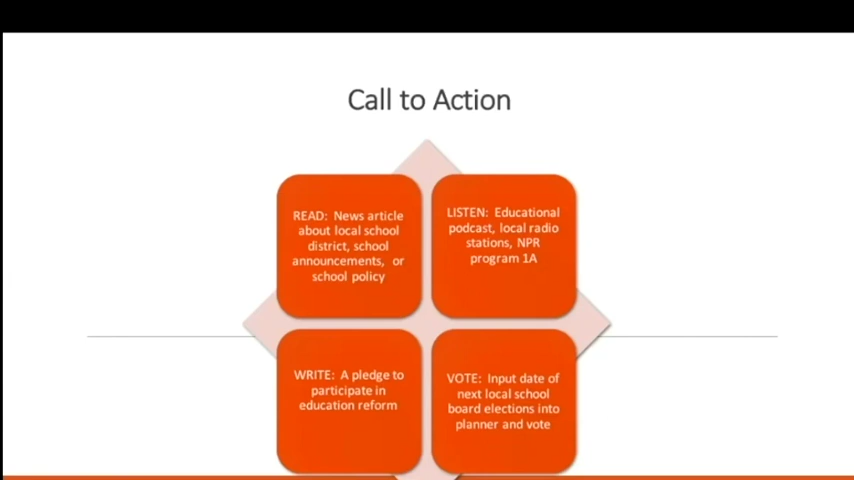 Call to Action
READ: News article
about local school
district, school
announcements, or
school policy
LISTEN: Educational
podcast, local radio
stations, NPR
program 1A
WRITE: A pledge to
participate in
education reform
VOTE: Input date of
next local school
board elections into
planner and vote